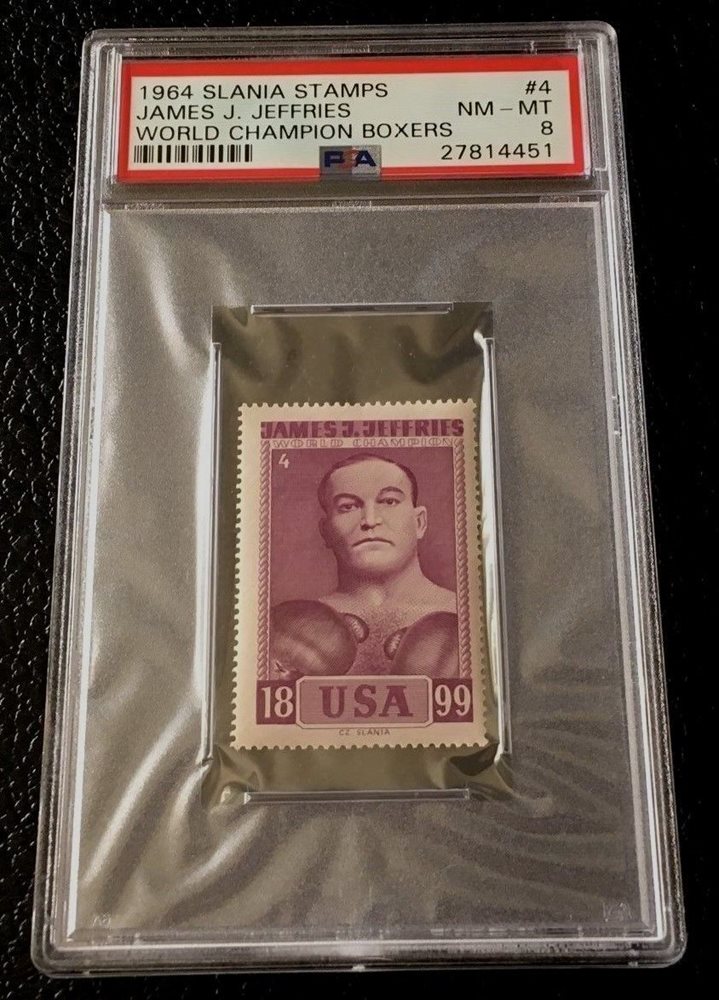 1964 SLANIA STAMPS #4
JAMES J. JEFFRIES NM - MT
WORLD CHAMPION BOXERS 8
PSA 27814451
JAMES J. JEFFRIES
WORLD CHAMPION
4
18 USA 99
CZ. SLANIA